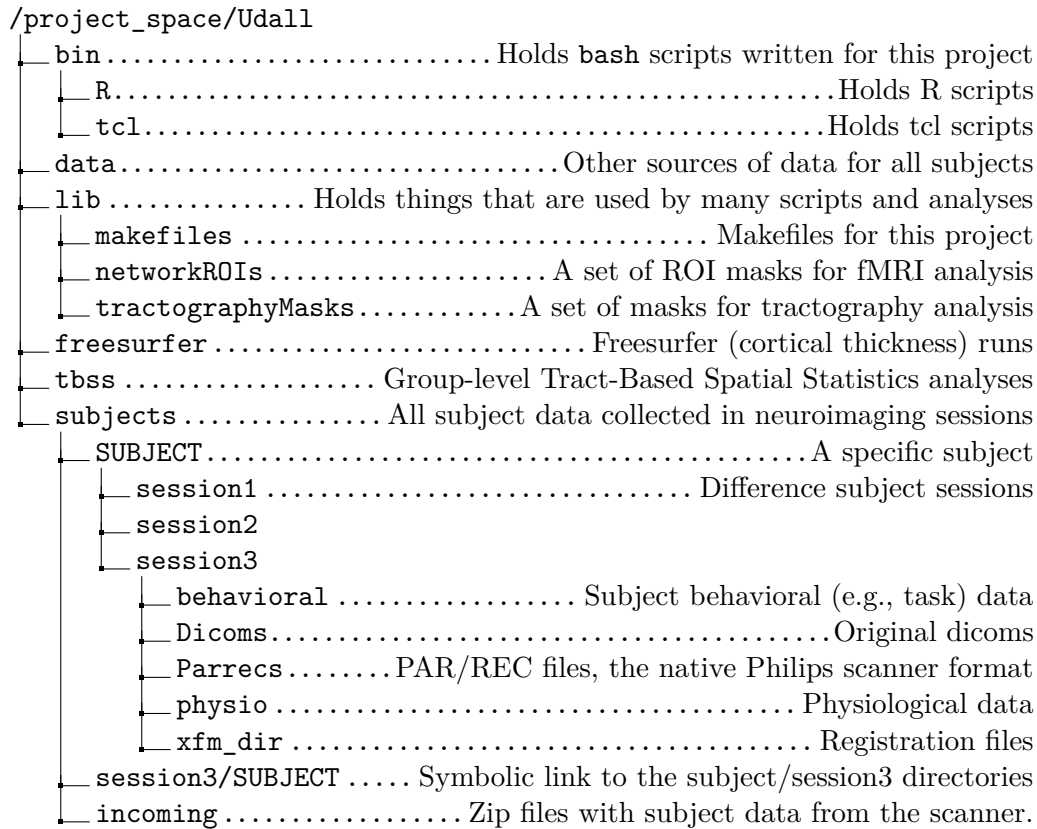 /project_space/Udall
bin..............................Holds bash scripts written for this project
R........................................................Holds R scripts
tcl.....................................................Holds tcl scripts
data..................................Other sources of data for all subjects
lib...............Holds things that are used by many scripts and analyses
makefiles....................................Makefiles for this project
networkROIs.....................A set of ROI masks for fMRI analysis
tractographyMasks............A set of masks for tractography analysis
freesurfer.............................Freesurfer (cortical thickness) runs
tbss....................Group-level Tract-Based Spatial Statistics analyses
subjects...............All subject data collected in neuroimaging sessions
SUBJECT...............................................A specific subject
session1.................................Difference subject sessions
session2
session3
behavioral..................Subject behavioral (e.g., task) data
Dicoms............................................Original dicoms
Parrecs........PAR/REC files, the native Philips scanner format
physio.........................................Physiological data
xfm_dir.........................................Registration files
session3/SUBJECT.....Symbolic link to the subject/session3 directories
incoming..................Zip files with subject data from the scanner.